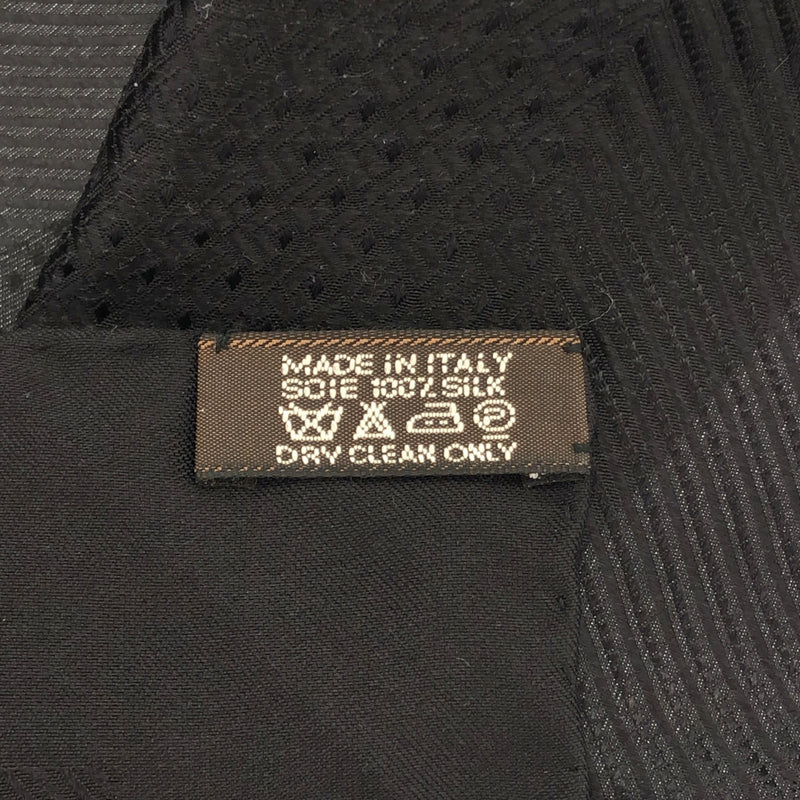 MADE IN ITALY
SOIE 100% SILK
P
DRY CLEAN ONLY